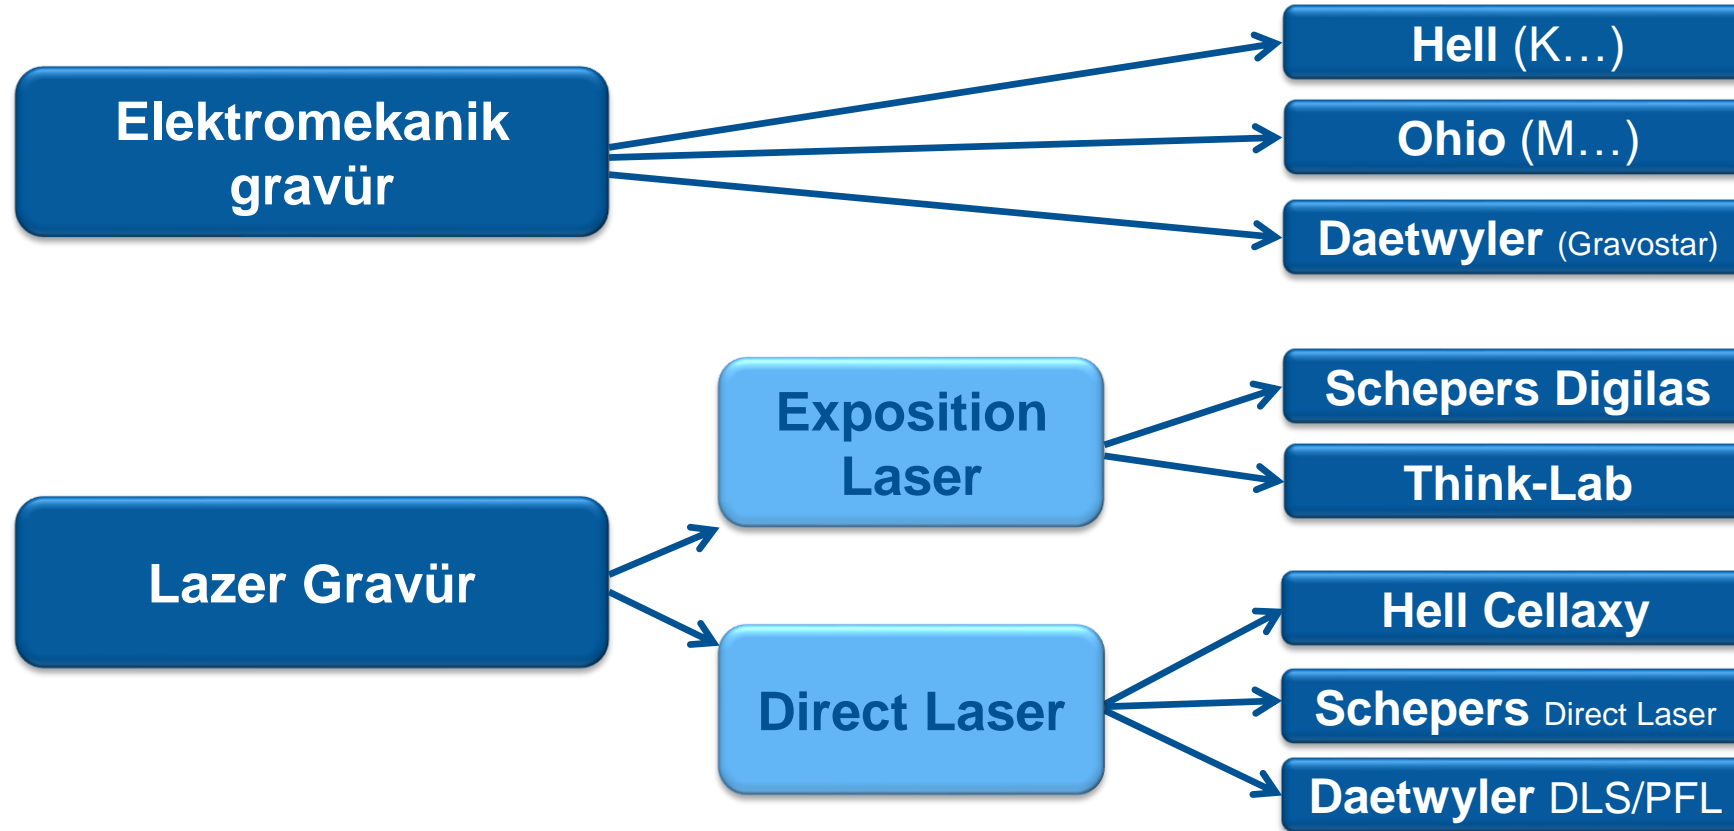 Elektromekanik
gravür
Hell (K...)
Ohio (M...)
Daetwyler (Gravostar)
Lazer Gravür
Exposition
Laser
Schepers Digilas
Think-Lab
Direct Laser
Hell Cellaxy
Schepers Direct Laser
Daetwyler DLS/PFL